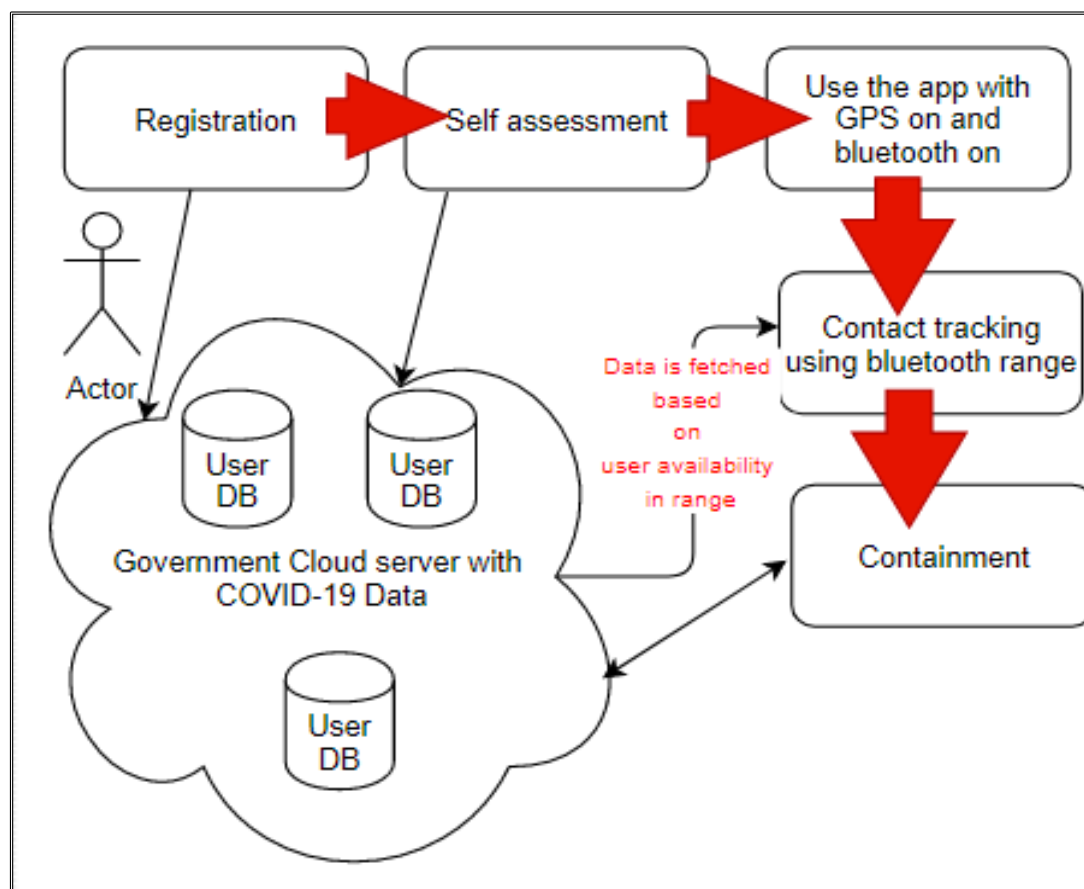 Registration
Self assessment
Use the app with
GPS on and
bluetooth on
Actor
Contact tracking
using bluetooth range
Data is fetched
based
on
user availability
in range
User
DB
User
DB
Government Cloud server with
COVID-19 Data
Containment
User
DB